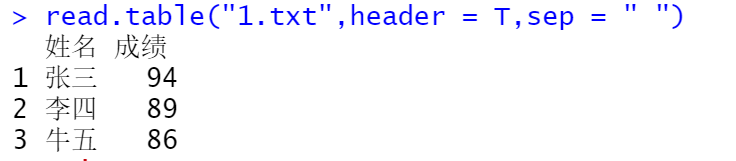 > read.table("1.txt",header = T,sep = " ")
姓名 成绩
1 张三 94
2 李四 89
3 牛五 86